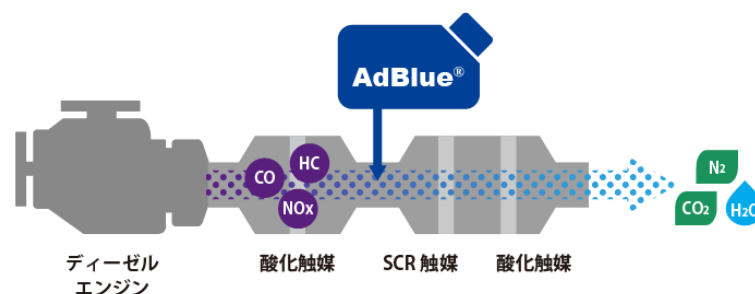 AdBlue®
HC
CO
NOx
N2
CO2
H2O
ディーゼル
エンジン
酸化触媒
SCR 触媒
酸化触媒